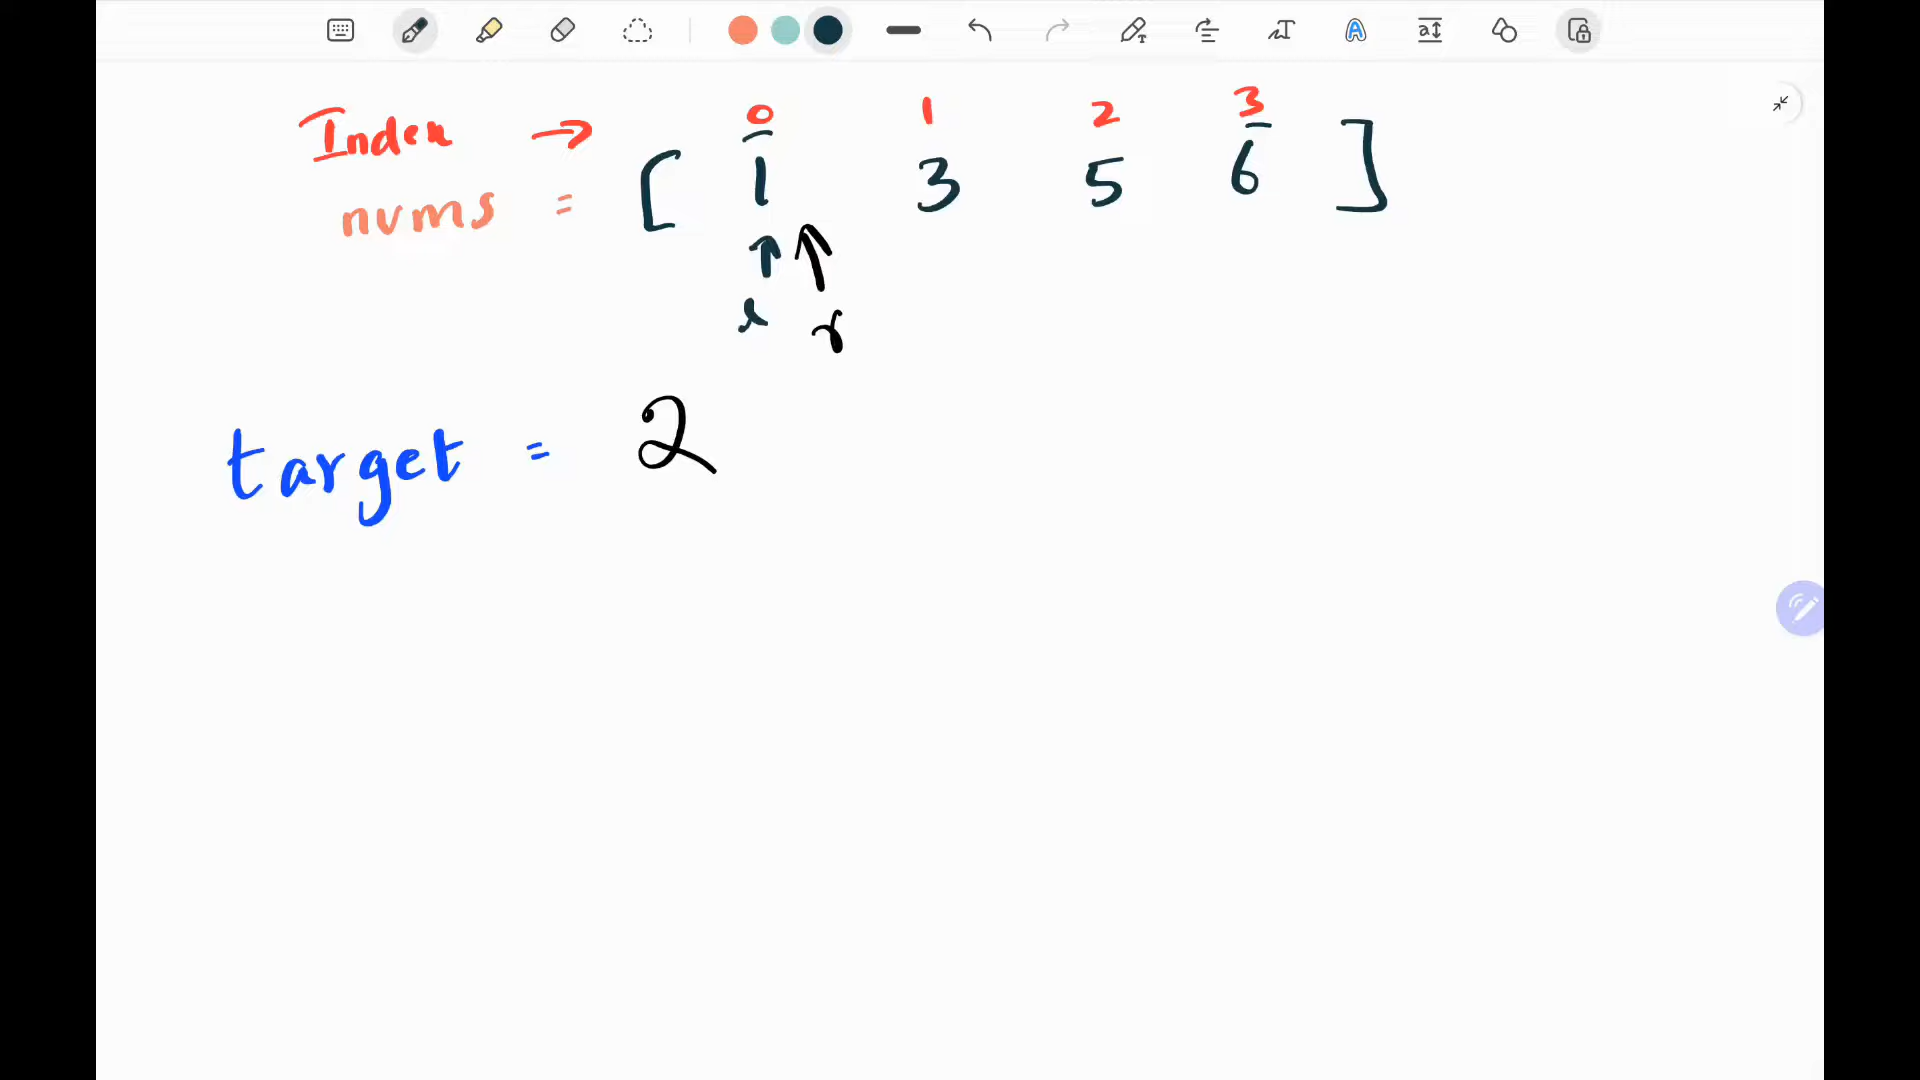 Index → 0 1 2 3
nums = [ 1 3 5 6 ]
l r
target = 2